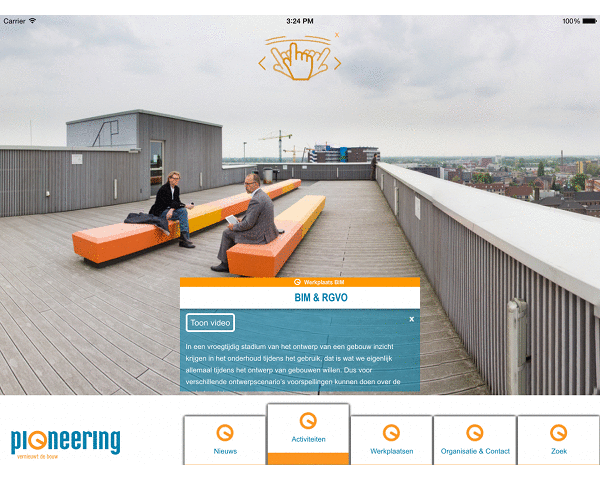 Carrier 3:24 PM 100%
x
Werkplaats BIM
BIM & RGVO
Toon video x
In een vroegtijdig stadium van het ontwerp van een gebouw inzicht
krijgen in het onderhoud tijdens het gebruik, dat is wat we eigenlijk
allemaal tijdens het ontwerp van gebouwen willen. Dus voor
verschillende ontwerpscenario's voorspellingen kunnen doen over de
pioneering
vernieuwt de bouw
Nieuws
Activiteiten
Werkplaatsen
Organisatie & Contact
Zoek